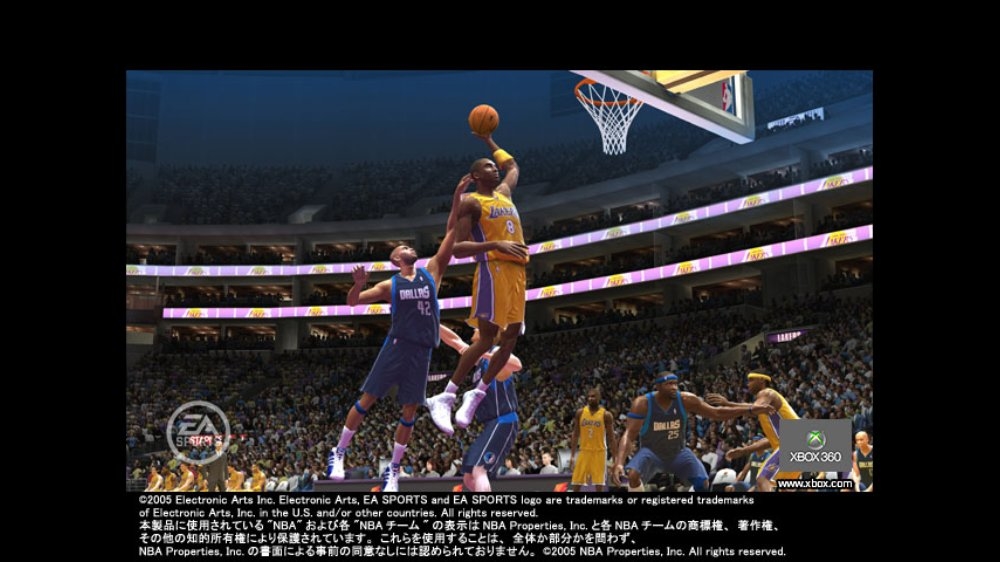 LAKERS
8
DALLAS
42
DALLAS
25
EA
SPORTS
STAPLES
XBOX 360
www.xbox.com
©2005 Electronic Arts Inc. Electronic Arts, EA SPORTS and EA SPORTS logo are trademarks or registered trademarks
of Electronic Arts, Inc. in the U.S. and/or other countries. All rights reserved.
本製品に使用されている "NBA" および各 "NBA チーム " の表示は NBA Properties, Inc. と各 NBA チームの商標権、著作権、
その他の知的所有権により保護されています。これらを使用することは、全体か部分かを問わず、
NBA Properties, Inc. の書面による事前の同意なしには認められておりません。©2005 NBA Properties, Inc. All rights reserved.